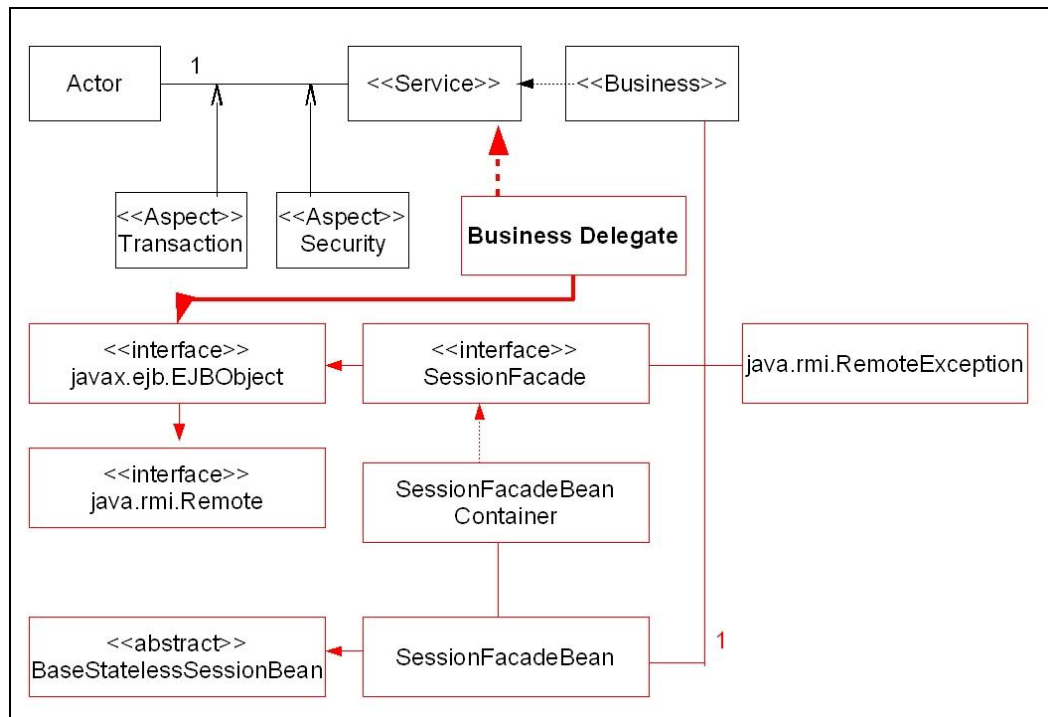 Actor
1
<<Service>>
<<Business>>
<<Aspect>>
Transaction
<<Aspect>>
Security
Business Delegate
<<interface>>
javax.ejb.EJBObject
<<interface>>
SessionFacade
java.rmi.RemoteException
<<interface>>
java.rmi.Remote
SessionFacadeBean
Container
<<abstract>>
BaseStatelessSessionBean
SessionFacadeBean
1